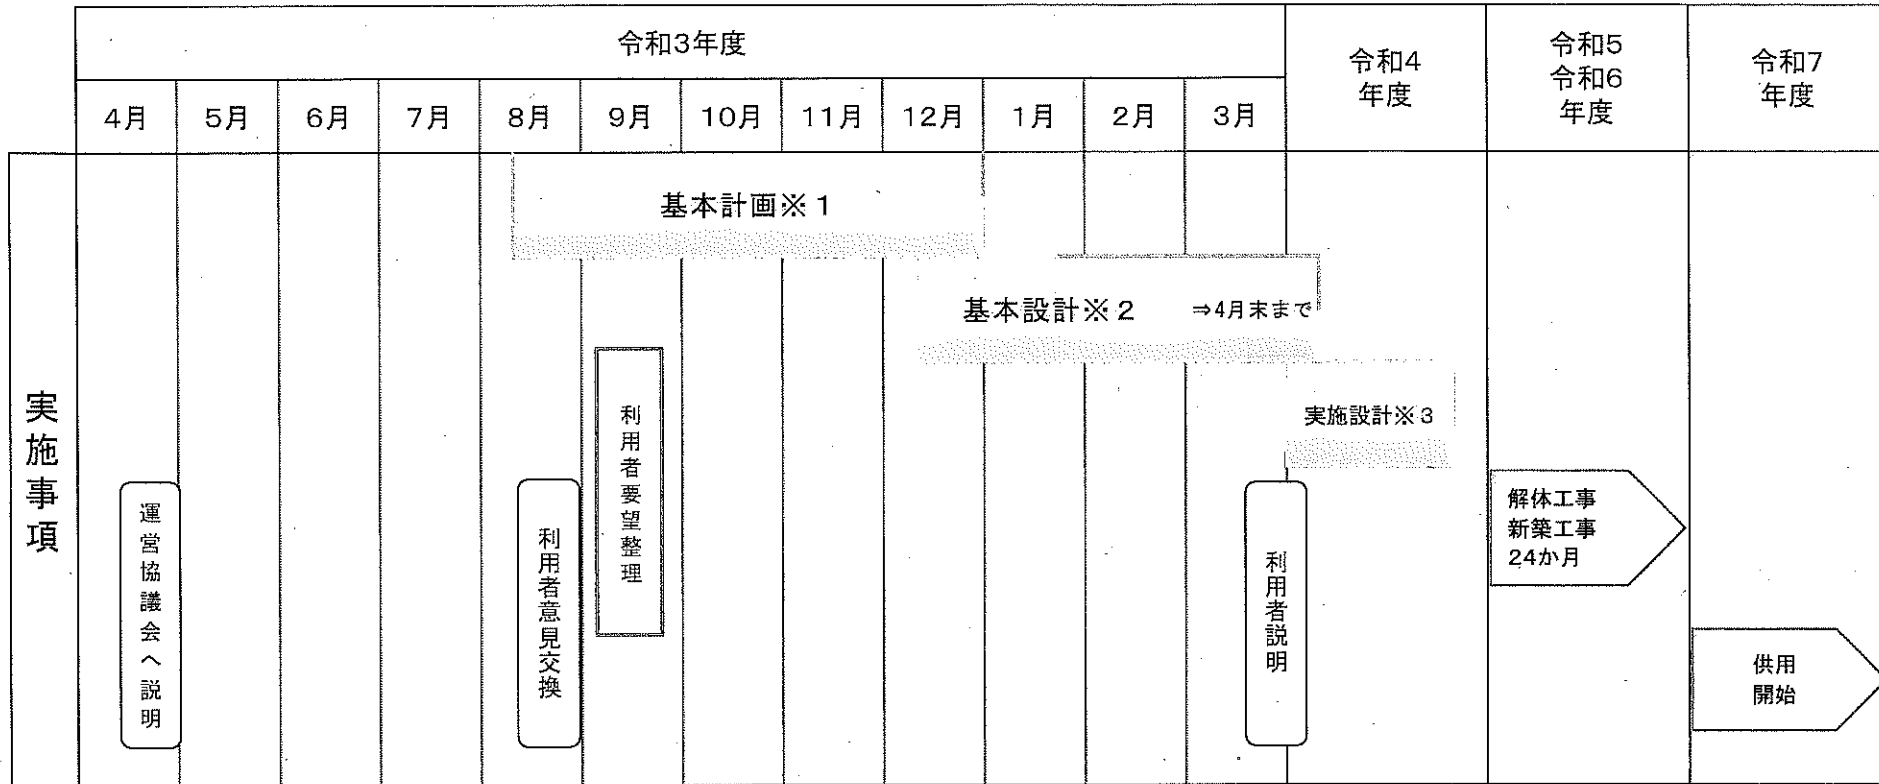 令和3年度
令和4
年度
令和5
令和6
年度
令和7
年度
4月
5月
6月
7月
8月
9月
10月
11月
12月
1月
2月
3月
実施事項
基本計画※1
基本設計※2 ⇒4月末まで
実施設計※3
運営協議会へ説明
利用者意見交換
利用者要望整理
利用者説明
解体工事
新築工事
24か月
供用
開始